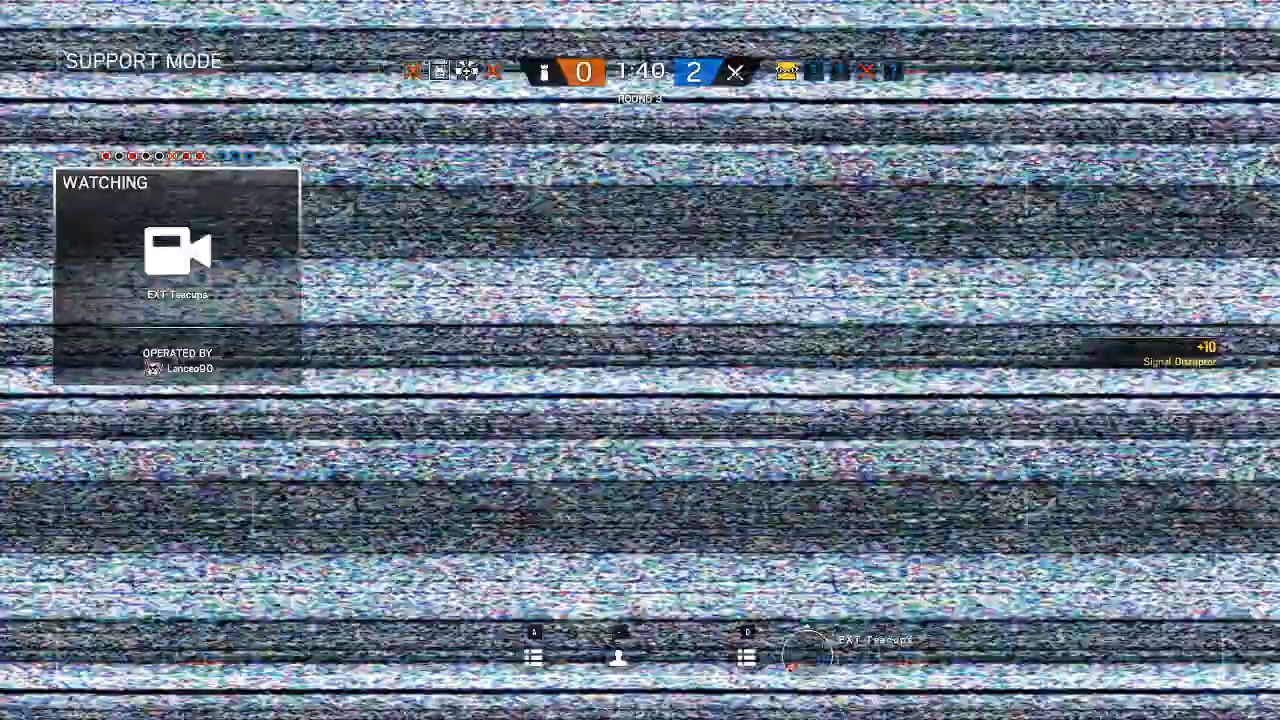 SUPPORT MODE
0 1:40 2
ROUND 3
WATCHING
EXT Teacups
OPERATED BY
Lanceo90
+10
Signal Disruptor
A
D
EXT Teacups